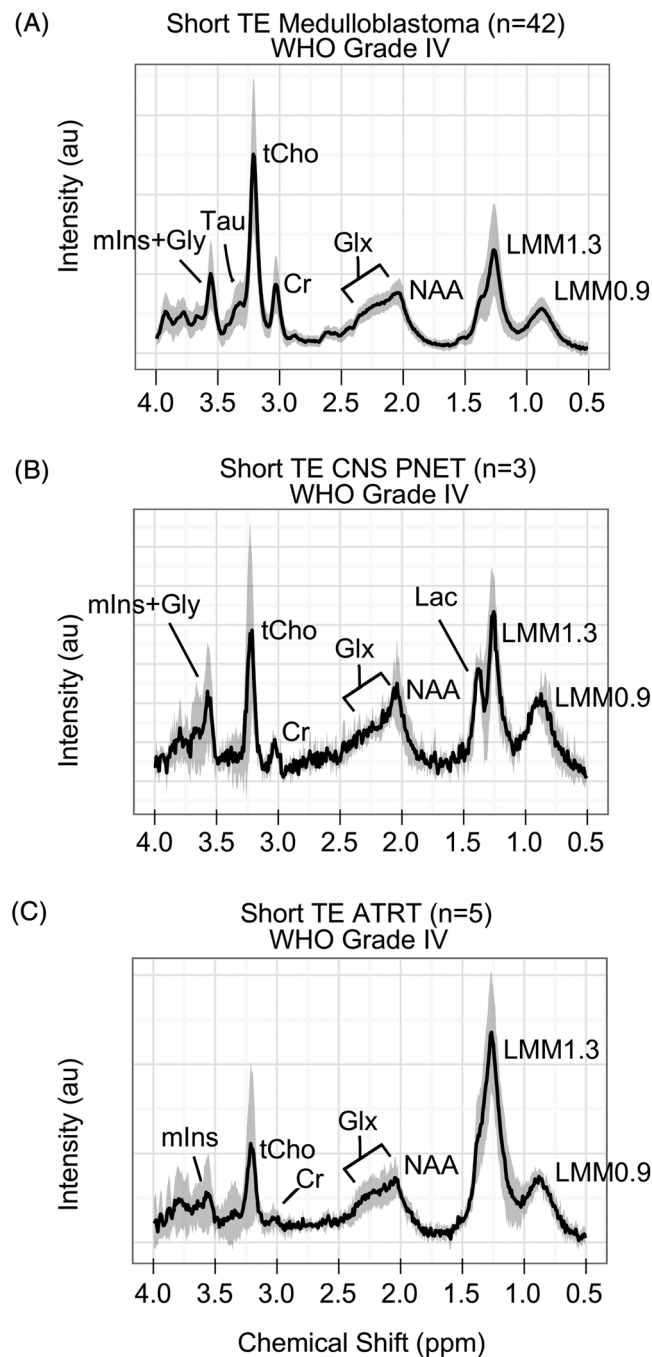 (A)
Short TE Medulloblastoma (n=42)
WHO Grade IV
Intensity (au)
mIns+Gly
Tau
tCho
Cr
Glx
NAA
LMM1.3
LMM0.9
4.0 3.5 3.0 2.5 2.0 1.5 1.0 0.5
(B)
Short TE CNS PNET (n=3)
WHO Grade IV
Intensity (au)
mIns+Gly
tCho
Cr
Glx
NAA
Lac
LMM1.3
LMM0.9
4.0 3.5 3.0 2.5 2.0 1.5 1.0 0.5
(C)
Short TE ATRT (n=5)
WHO Grade IV
Intensity (au)
mIns
tCho
Cr
Glx
NAA
LMM1.3
LMM0.9
4.0 3.5 3.0 2.5 2.0 1.5 1.0 0.5
Chemical Shift (ppm)